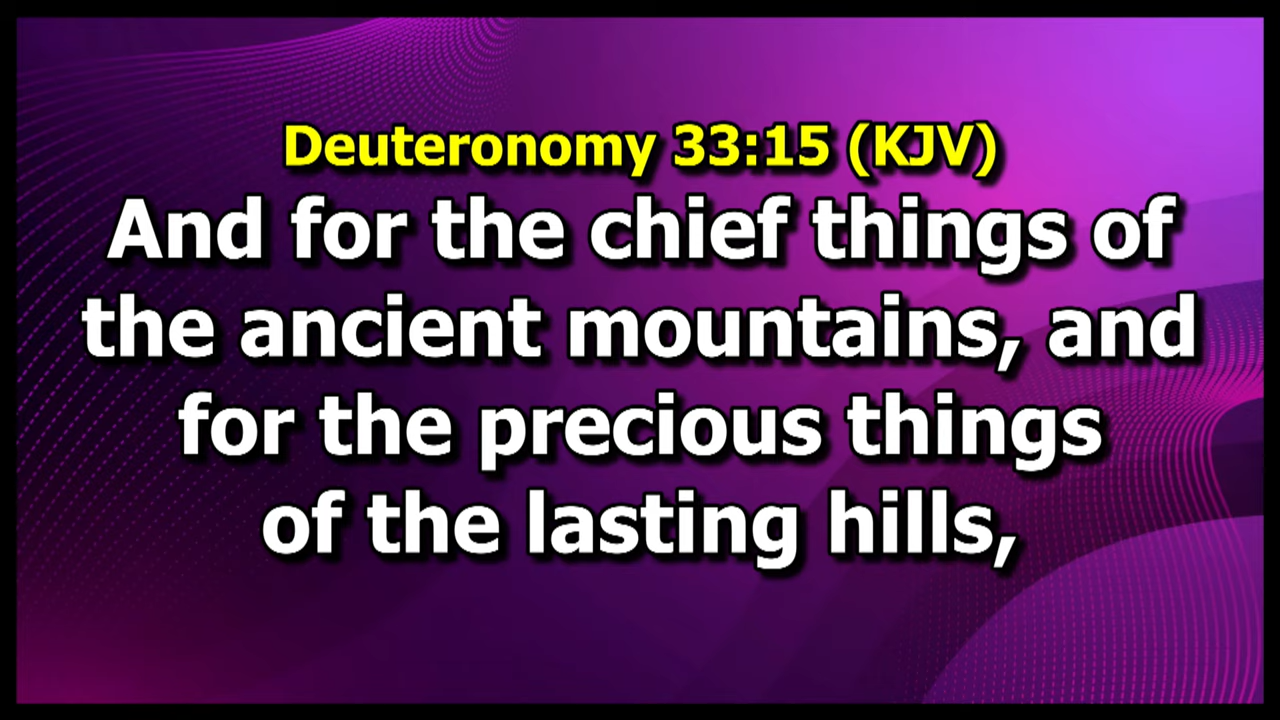 Deuteronomy 33:15 (KJV)
And for the chief things of
the ancient mountains, and
for the precious things
of the lasting hills,